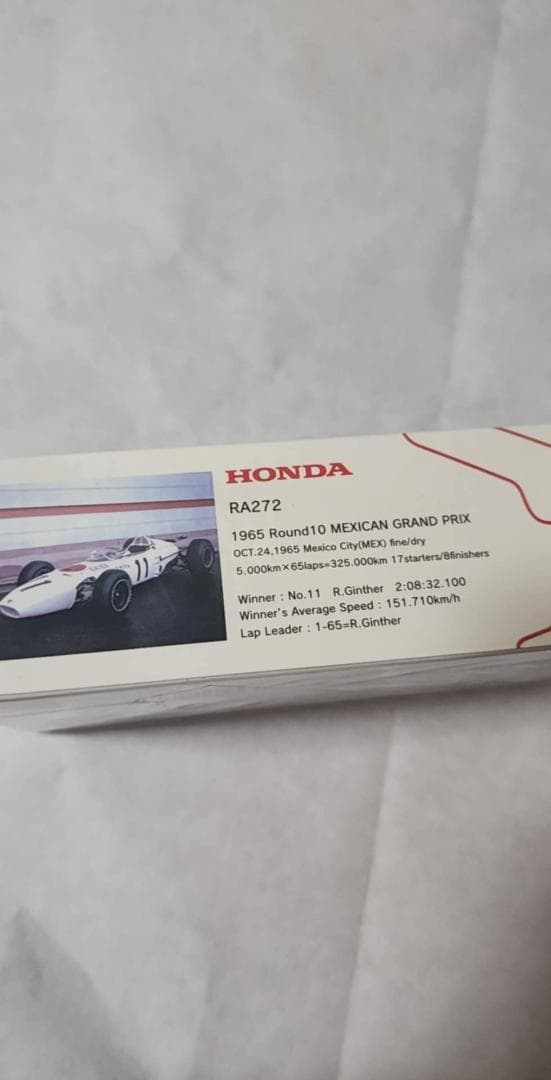 HONDA
RA272
1965 Round10 MEXICAN GRAND PRIX
OCT.24,1965 Mexico City(MEX) fine/dry
5.000km×65laps=325.000km 17starters/8finishers
Winner : No.11 R.Ginther 2:08:32.100
Winner's Average Speed : 151.710km/h
Lap Leader : 1-65=R.Ginther
11